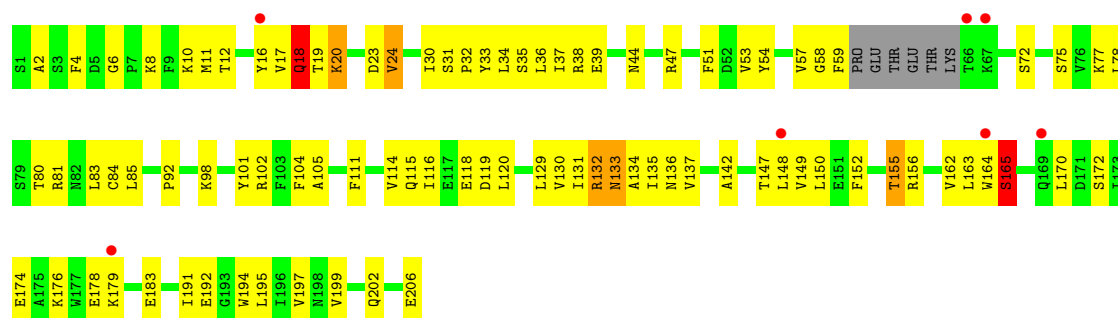 S1 A2 S3 F4 D5 G6 P7 K8 F9 K10 M11 T12 Y16 V17 Q18 T19 K20 D23 V24 I30 S31 P32 Y33 L34 S35 L36 I37 R38 E39 N44 R47 F51 D52 V53 Y54 V57 G58 F59 PRO GLU THR GLU THR LYS T66 K67 S72 S75 V76 K77 L78
S79 T80 R81 N82 L83 C84 L85 P92 K98 Y101 R102 F103 F104 A105 F111 V114 Q115 I116 E117 E118 D119 L120 L129 V130 I131 R132 N133 A134 I135 N136 V137 A142 T147 L148 V149 L150 E151 F152 T155 R156 V162 L163 W164 S165 Q169 L170 D171 S172 I173
E174 A175 K176 W177 E178 K179 E183 I191 E192 G193 W194 L195 I196 V197 N198 V199 Q202 E206